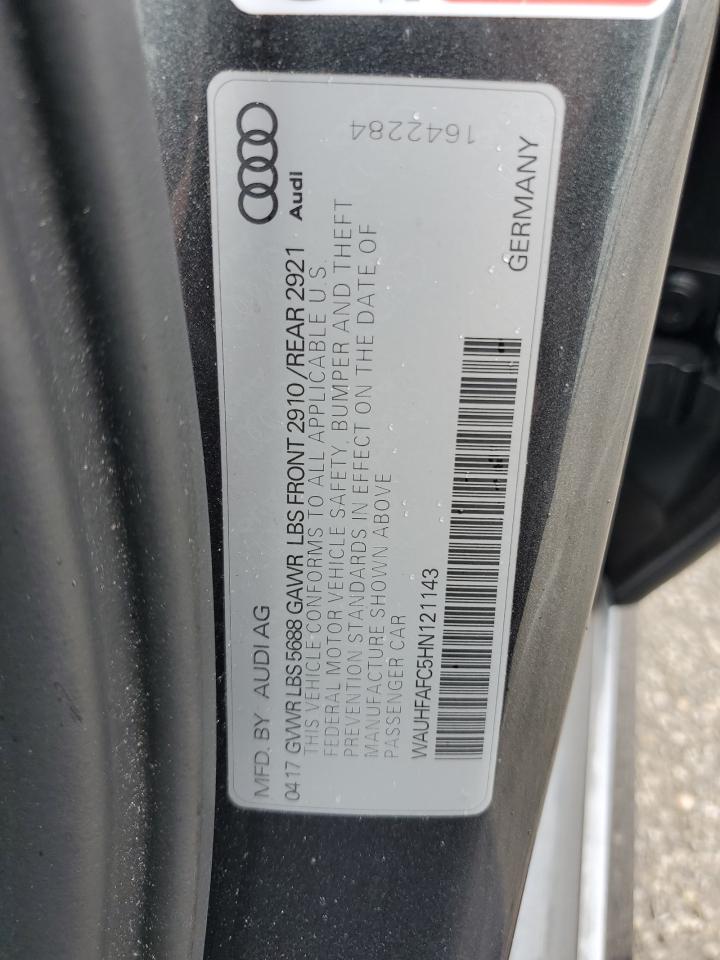 1642284
Audi
MFD. BY AUDI AG
0417 GVWR LBS 5688 GAWR LBS FRONT 2910 / REAR 2921
THIS VEHICLE CONFORMS TO ALL APPLICABLE U.S.
FEDERAL MOTOR VEHICLE SAFETY, BUMPER AND THEFT
PREVENTION STANDARDS IN EFFECT ON THE DATE OF
MANUFACTURE SHOWN ABOVE
PASSENGER CAR
WAUHFAFC5HN121143
GERMANY